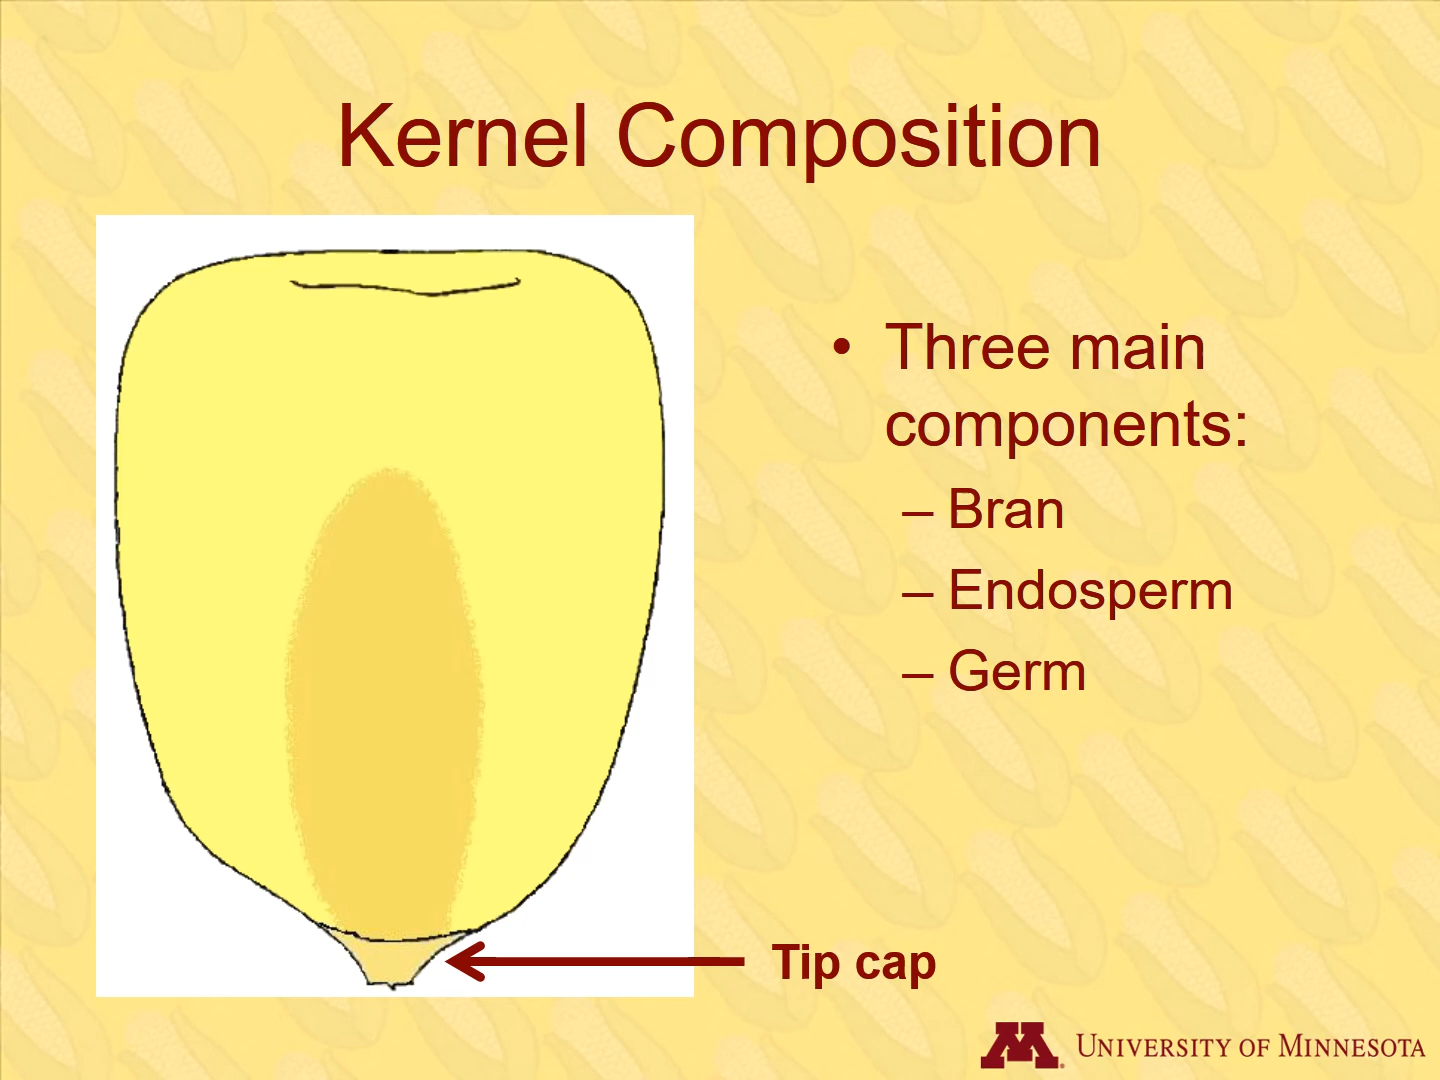 Kernel Composition
• Three main
components:
– Bran
– Endosperm
– Germ
Tip cap
M
UNIVERSITY OF MINNESOTA